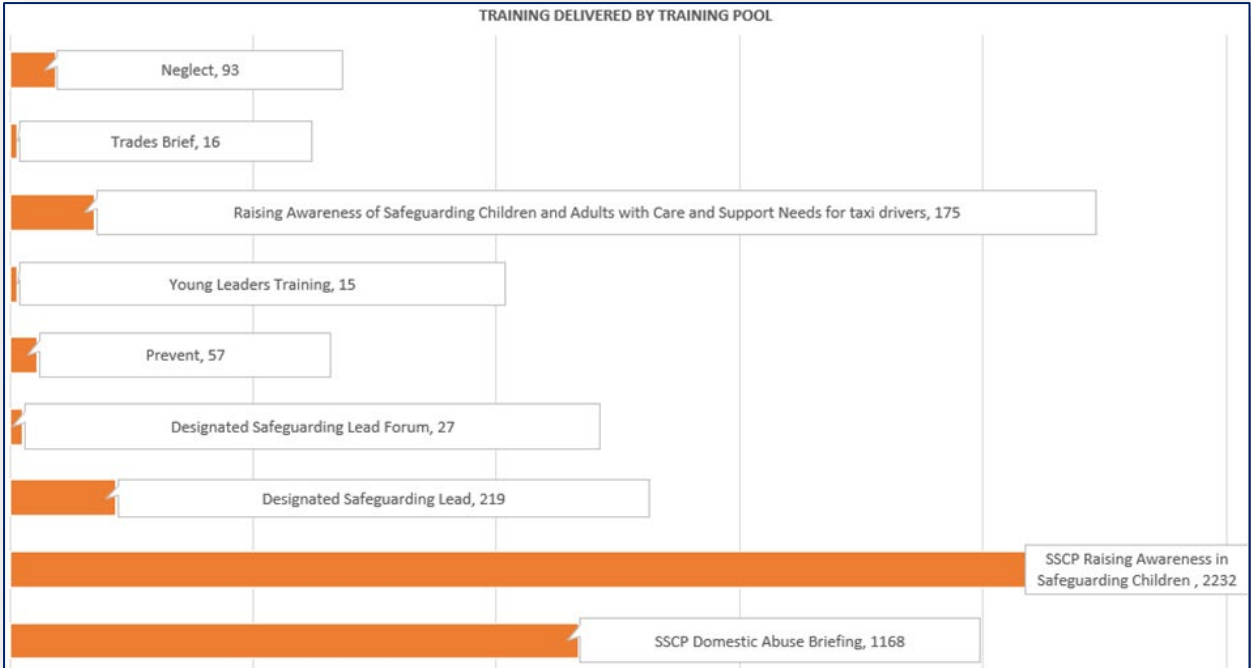 TRAINING DELIVERED BY TRAINING POOL
Neglect, 93
Trades Brief, 16
Raising Awareness of Safeguarding Children and Adults with Care and Support Needs for taxi drivers, 175
Young Leaders Training, 15
Prevent, 57
Designated Safeguarding Lead Forum, 27
Designated Safeguarding Lead, 219
SSCP Raising Awareness in
Safeguarding Children , 2232
SSCP Domestic Abuse Briefing, 1168